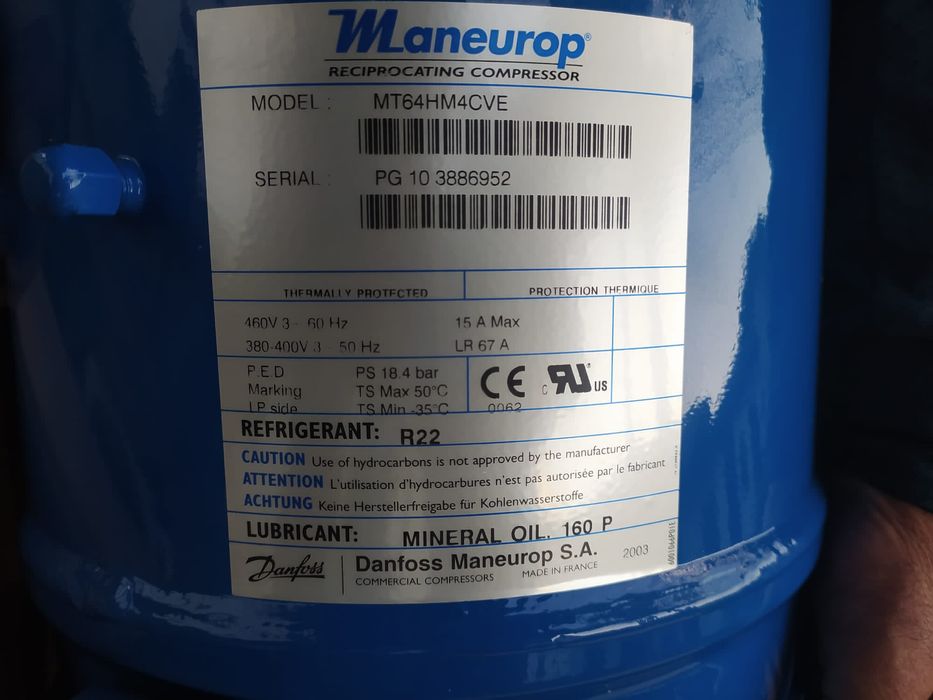 Maneurop®
RECIPROCATING COMPRESSOR
MODEL : MT64HM4CVE
SERIAL : PG 10 3886952
THERMALLY PROTECTED PROTECTION THERMIQUE
460V 3 - 60 Hz 15 A Max
380-400V 3 - 50 Hz LR 67 A
P.E.D PS 18.4 bar
Marking TS Max 50°C
LP side TS Min -35°C
CE 0062
c RU us
REFRIGERANT: R22
CAUTION Use of hydrocarbons is not approved by the manufacturer
ATTENTION L'utilisation d'hydrocarbures n'est pas autorisée par le fabricant
ACHTUNG Keine Herstellerfreigabe für Kohlenwasserstoffe
LUBRICANT: MINERAL OIL. 160 P
Danfoss Danfoss Maneurop S.A. 2003
COMMERCIAL COMPRESSORS MADE IN FRANCE